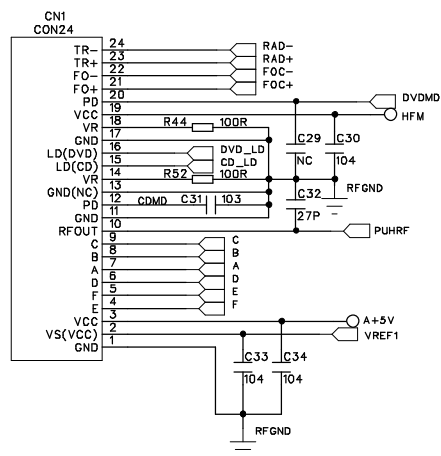 CN1
CON24
TR- 24 RAD-
TR+ 23 RAD+
FO- 22 FOC-
FO+ 21 FOC+
PD 20 DVDMD
VCC 19 HFM
VR 18 R44 100R
GND 17 C29 C30
LD(DVD) 16 DVD_LD NC 104
LD(CD) 15 CD_LD
VR 14 R52 100R
GND(NC) 13 RFGND
PD 12 CDMD C31 103 C32
GND 11 27P
RFOUT 10 PUHRF
C 9 C
B 8 B
A 7 A
D 6 D
F 5 E
E 4 F
VCC 3 A+5V
VS(VCC) 2 VREF1
GND 1
C33 C34
104 104
RFGND